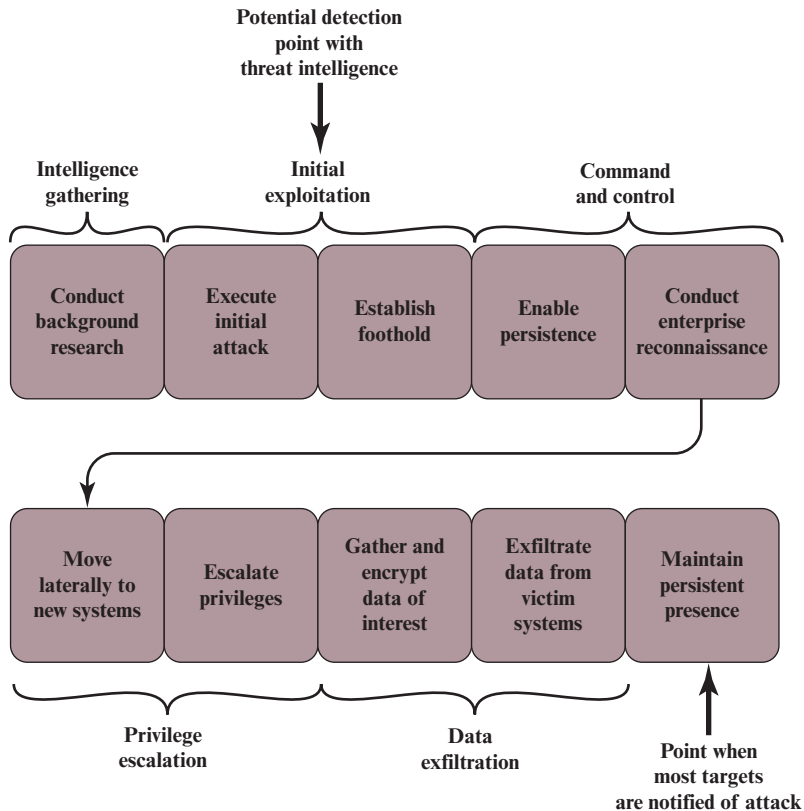 Potential detection
point with
threat intelligence
Intelligence
gathering
Initial
exploitation
Command
and control
Conduct
background
research
Execute
initial
attack
Establish
foothold
Enable
persistence
Conduct
enterprise
reconnaissance
Move
laterally to
new systems
Escalate
privileges
Gather and
encrypt
data of
interest
Exfiltrate
data from
victim
systems
Maintain
persistent
presence
Privilege
escalation
Data
exfiltration
Point when
most targets
are notified of attack